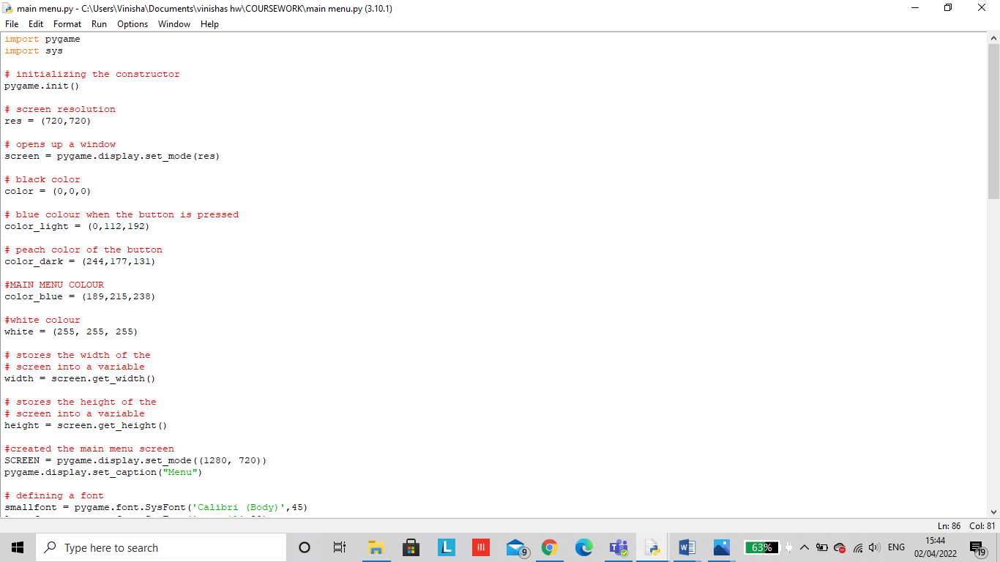 main menu.py - C:\Users\Vinisha\Documents\vinishas hw\COURSEWORK\main menu.py (3.10.1)
File Edit Format Run Options Window Help
import pygame
import sys
# initializing the constructor
pygame.init()
# screen resolution
res = (720,720)
# opens up a window
screen = pygame.display.set_mode(res)
# black color
color = (0,0,0)
# blue colour when the button is pressed
color_light = (0,112,192)
# peach color of the button
color_dark = (244,177,131)
#MAIN MENU COLOUR
color_blue = (189,215,238)
#white colour
white = (255, 255, 255)
# stores the width of the
# screen into a variable
width = screen.get_width()
# stores the height of the
# screen into a variable
height = screen.get_height()
#created the main menu screen
SCREEN = pygame.display.set_mode((1280, 720))
pygame.display.set_caption("Menu")
# defining a font
smallfont = pygame.font.SysFont('Calibri (Body)',45)
Ln: 86 Col: 81
Type here to search
L
9
63%
ENG
15:44
02/04/2022
19